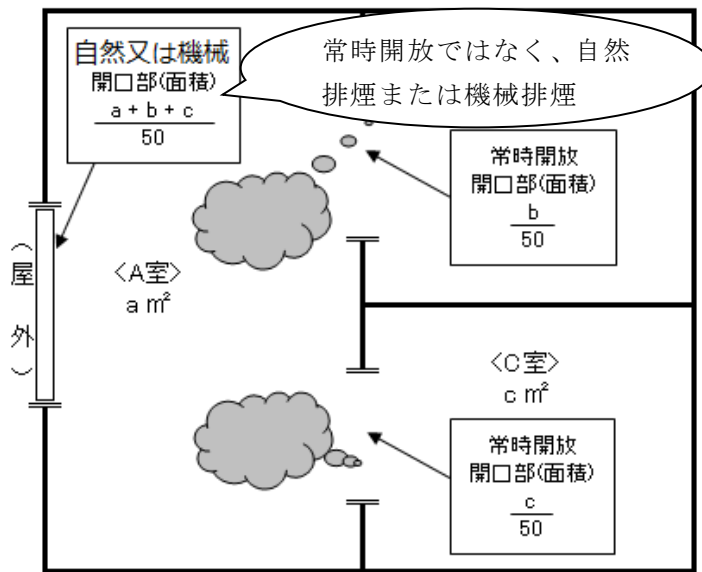 自然又は機械
開口部(面積)
a + b + c
50
常時開放ではなく、自然
排煙または機械排煙
常時開放
開口部(面積)
b
50
(屋外)
〈A室〉
a m²
〈C室〉
c m²
常時開放
開口部(面積)
c
50